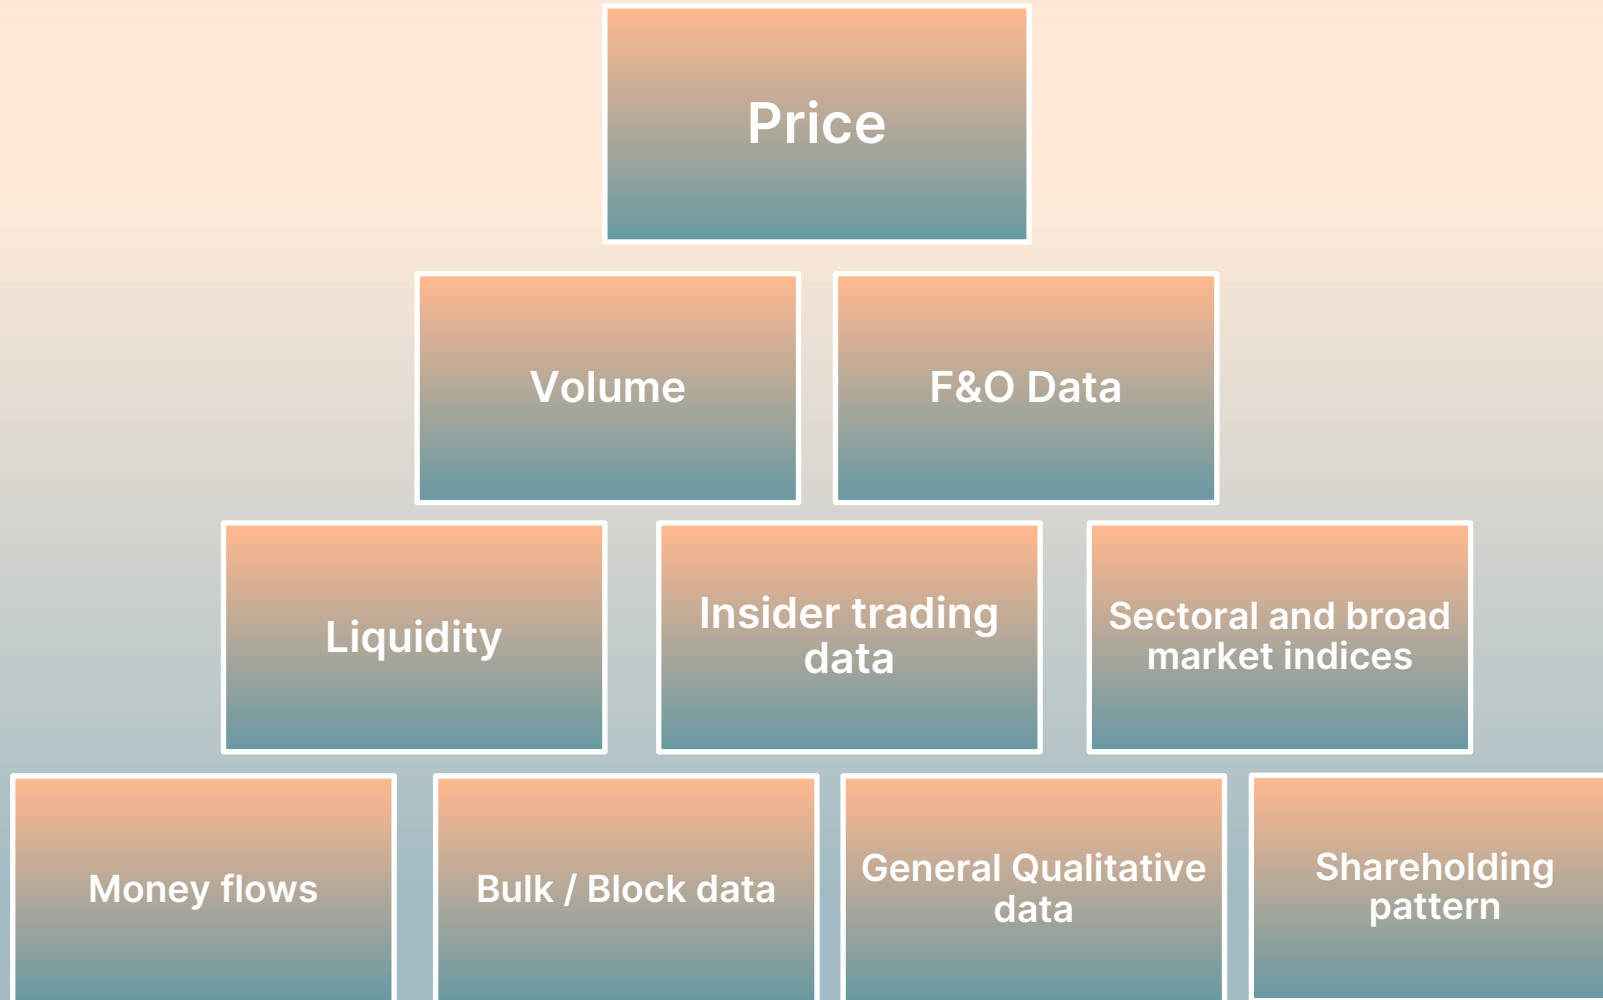 Price
Volume
F&O Data
Liquidity
Insider trading
data
Sectoral and broad
market indices
Money flows
Bulk / Block data
General Qualitative
data
Shareholding
pattern